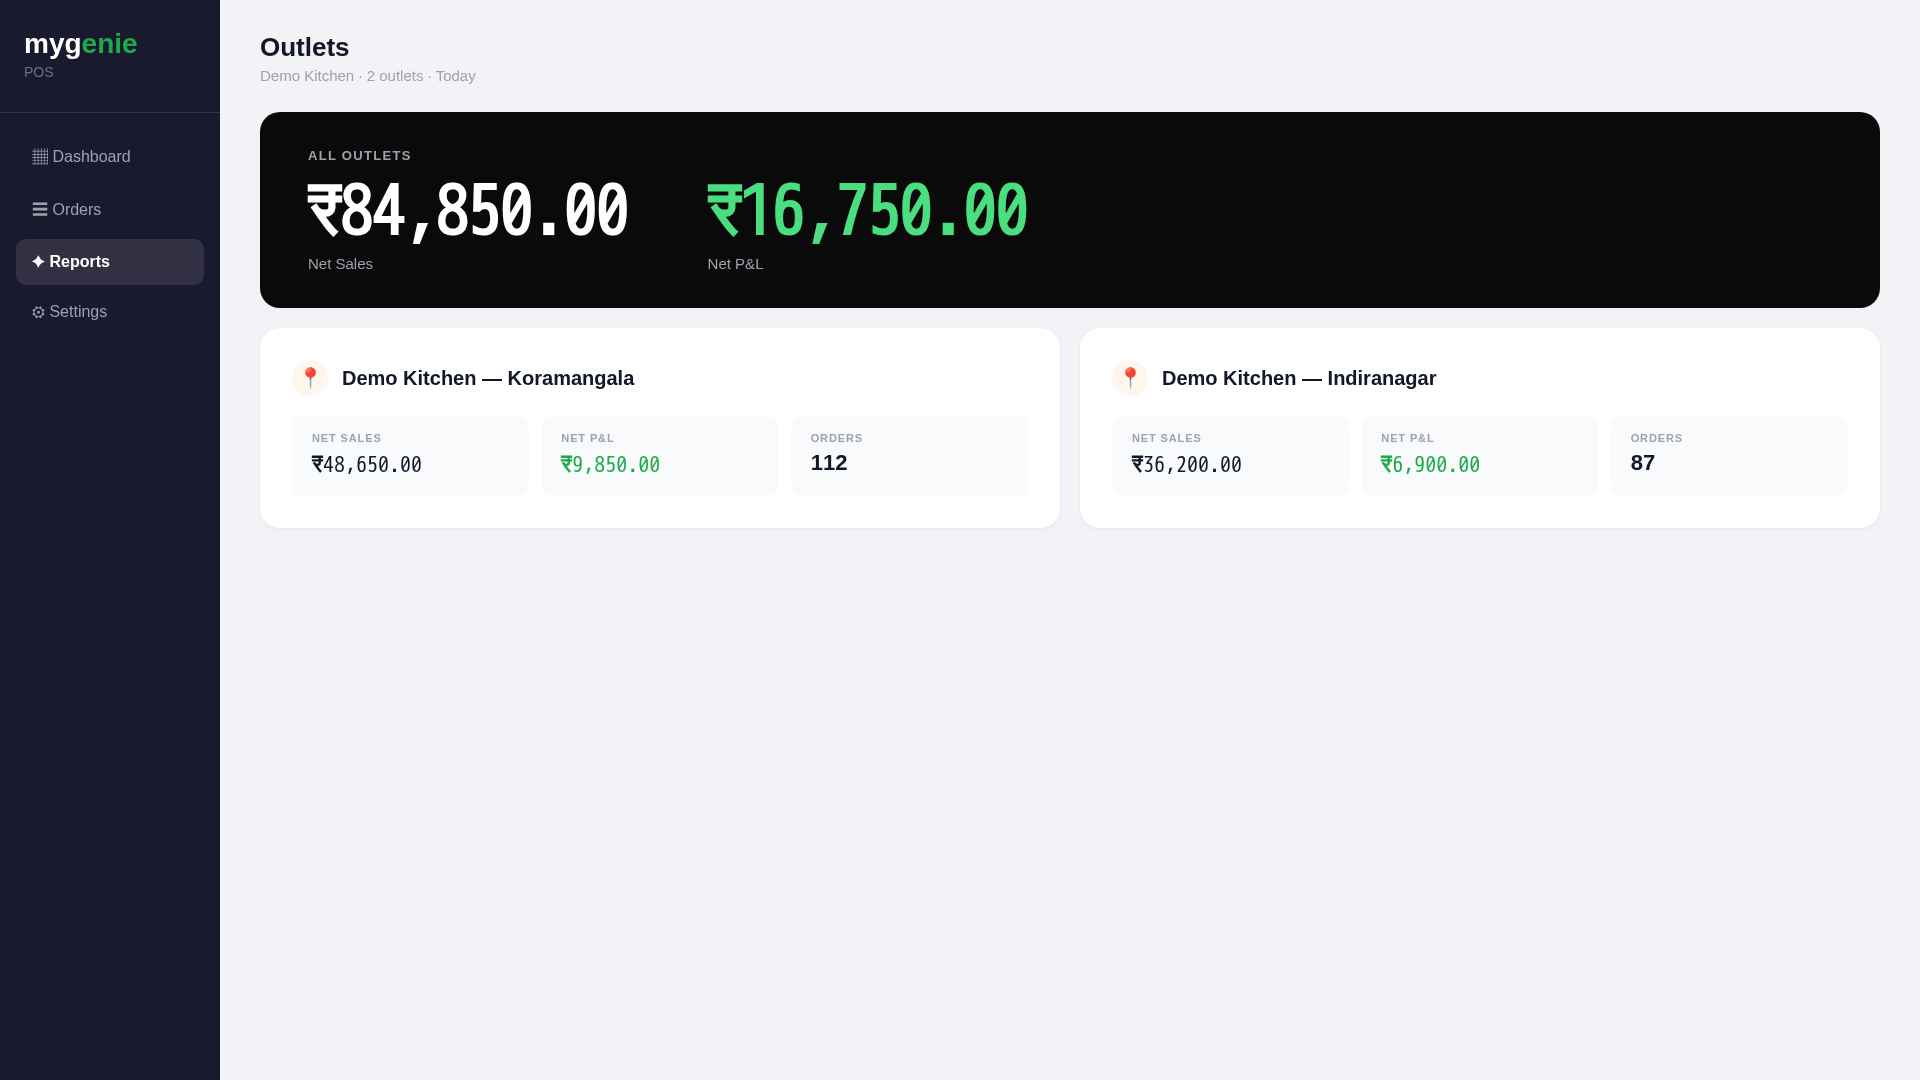 mygenie
POS
Dashboard
Orders
Reports
Settings
Outlets
Demo Kitchen · 2 outlets · Today
ALL OUTLETS
₹84,850.00 ₹16,750.00
Net Sales Net P&L
Demo Kitchen — Koramangala
NET SALES NET P&L ORDERS
₹48,650.00 ₹9,850.00 112
Demo Kitchen — Indiranagar
NET SALES NET P&L ORDERS
₹36,200.00 ₹6,900.00 87